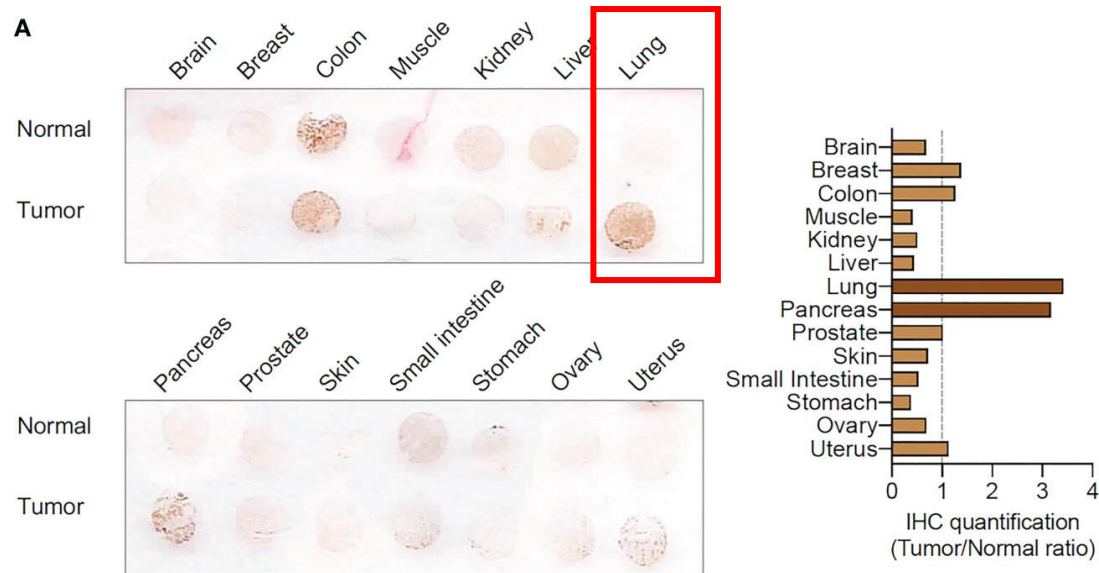 A
Brain Breast Colon Muscle Kidney Liver Lung
Normal
Tumor
Pancreas Prostate Skin Small intestine Stomach Ovary Uterus
Normal
Tumor
Brain
Breast
Colon
Muscle
Kidney
Liver
Lung
Pancreas
Prostate
Skin
Small Intestine
Stomach
Ovary
Uterus
0 1 2 3 4
IHC quantification
(Tumor/Normal ratio)